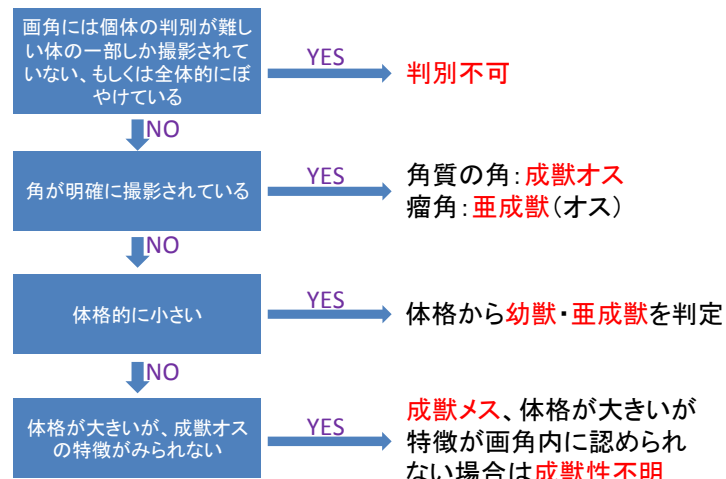 画角には個体の判別が難し
い体の一部しか撮影されて
いない、もしくは全体的にぼ
やけている
YES
判別不可
NO
角が明確に撮影されている
YES
角質の角：成獣オス
瘤角：亜成獣（オス）
NO
体格的に小さい
YES
体格から幼獣・亜成獣を判定
NO
体格が大きいが、成獣オス
の特徴がみられない
YES
成獣メス、体格が大きいが
特徴が画角内に認められ
ない場合は成獣性不明